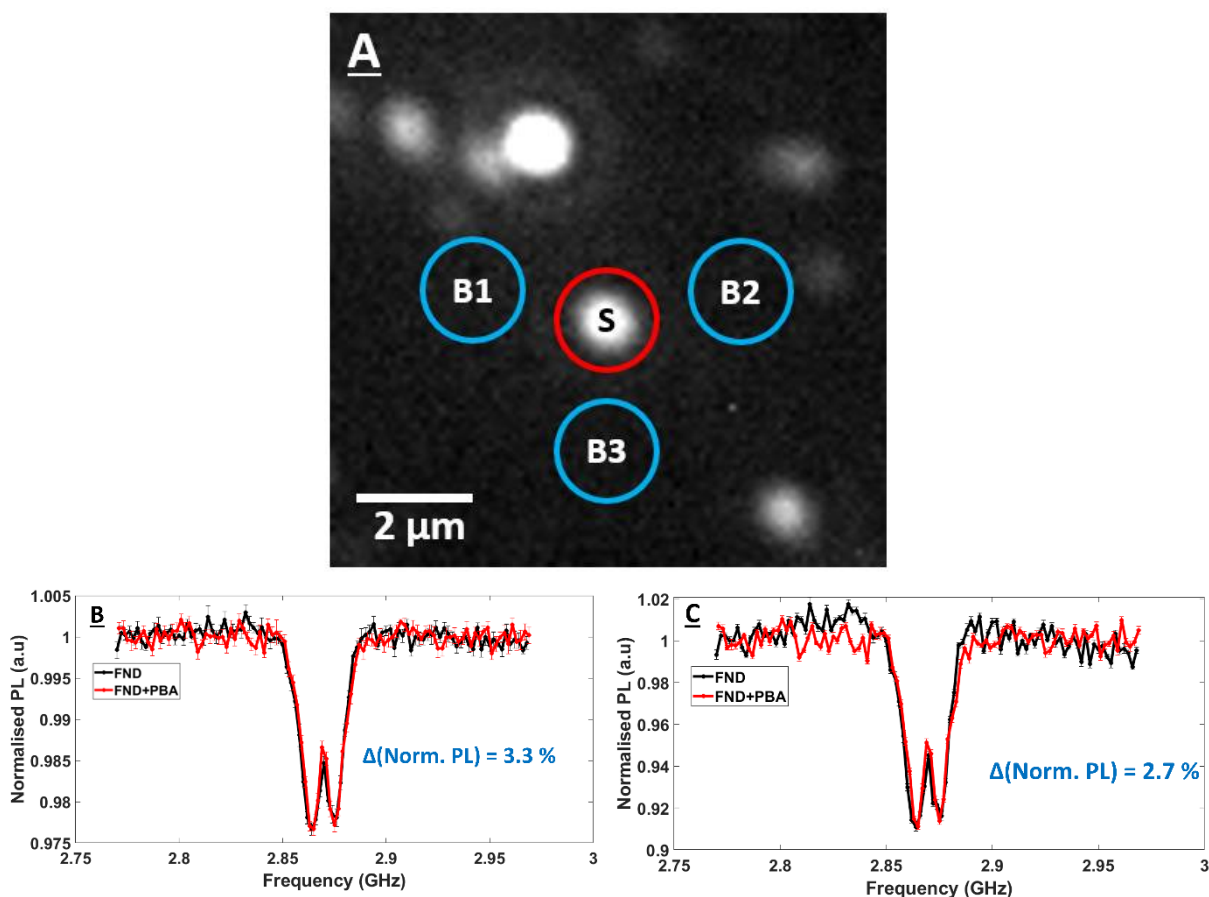 A
B1
B2
S
B3
2 μm
B
1.005
1
0.995
0.99
0.985
0.98
0.975
Normalised PL (a.u)
FND
FND+PBA
Δ(Norm. PL) = 3.3 %
2.75
2.8
2.85
2.9
2.95
3
Frequency (GHz)
C
1.02
1
0.98
0.96
0.94
0.92
0.9
Normalised PL (a.u)
FND
FND+PBA
Δ(Norm. PL) = 2.7 %
2.75
2.8
2.85
2.9
2.95
3
Frequency (GHz)